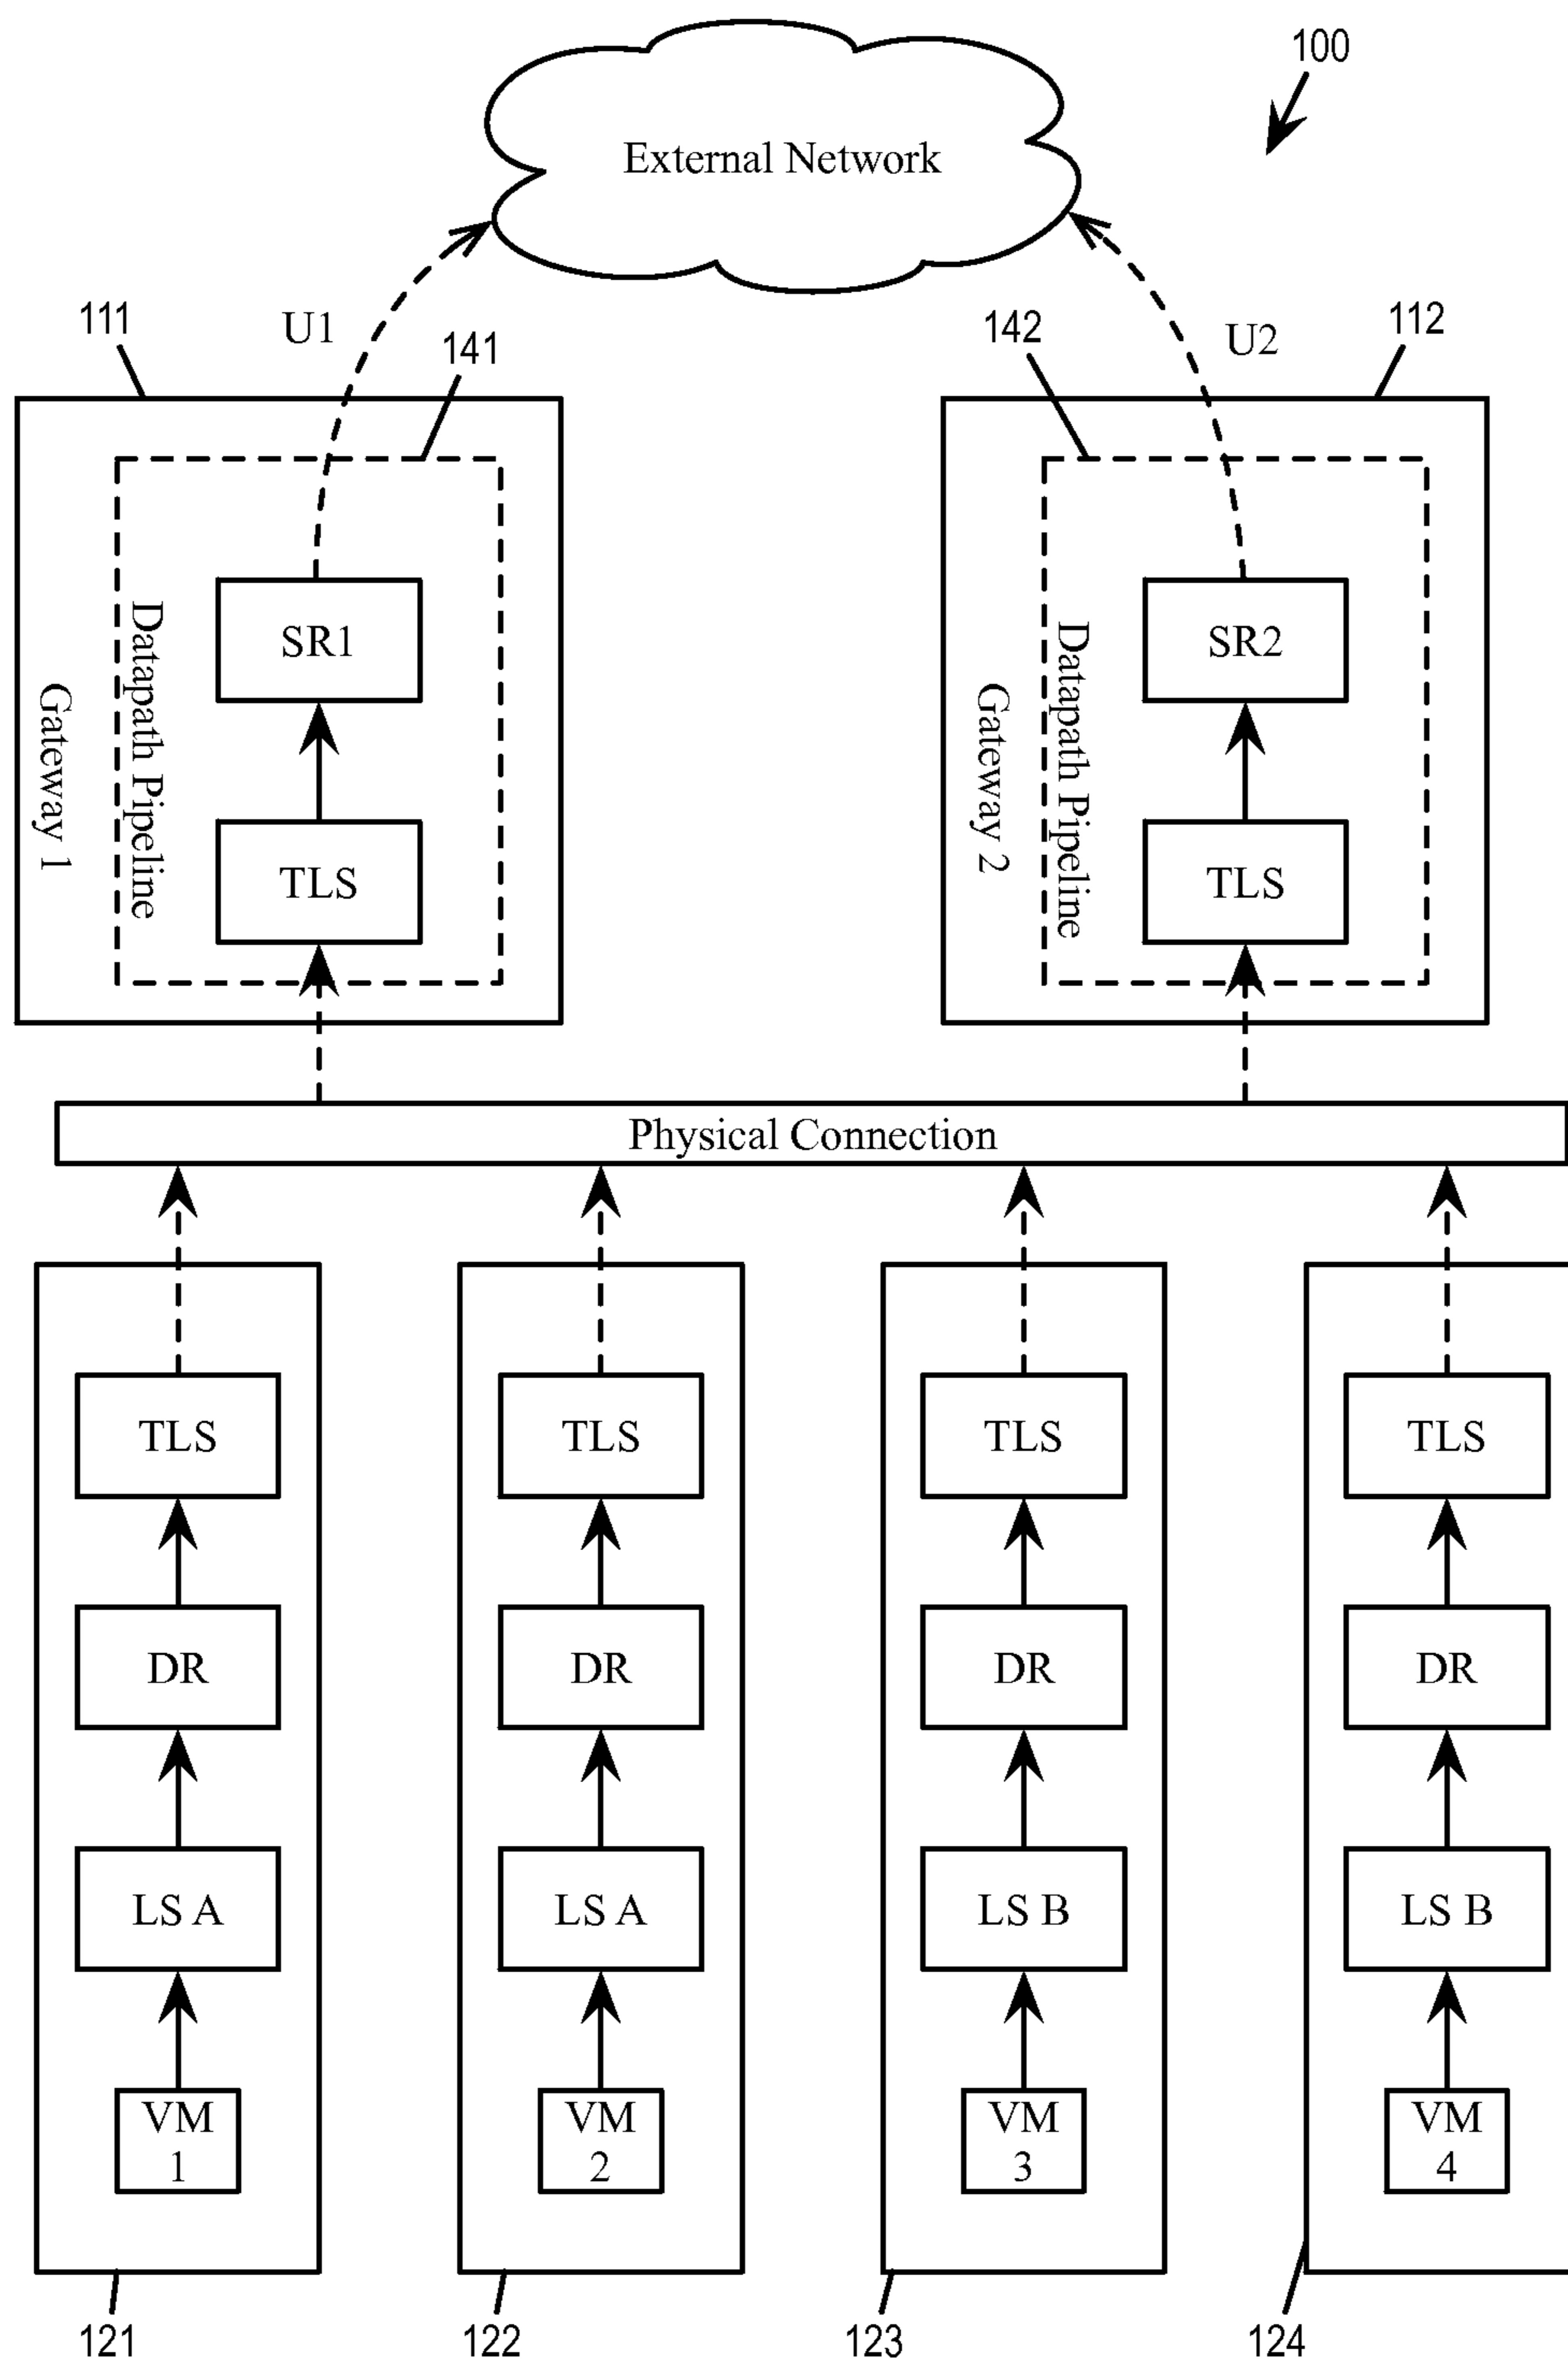 100
External Network
111
U1
141
142
U2
112
Gateway 1
Datapath Pipeline
SR1
TLS
Gateway 2
Datapath Pipeline
SR2
TLS
Physical Connection
TLS
TLS
TLS
TLS
DR
DR
DR
DR
LS A
LS A
LS B
LS B
VM
1
VM
2
VM
3
VM
4
121
122
123
124